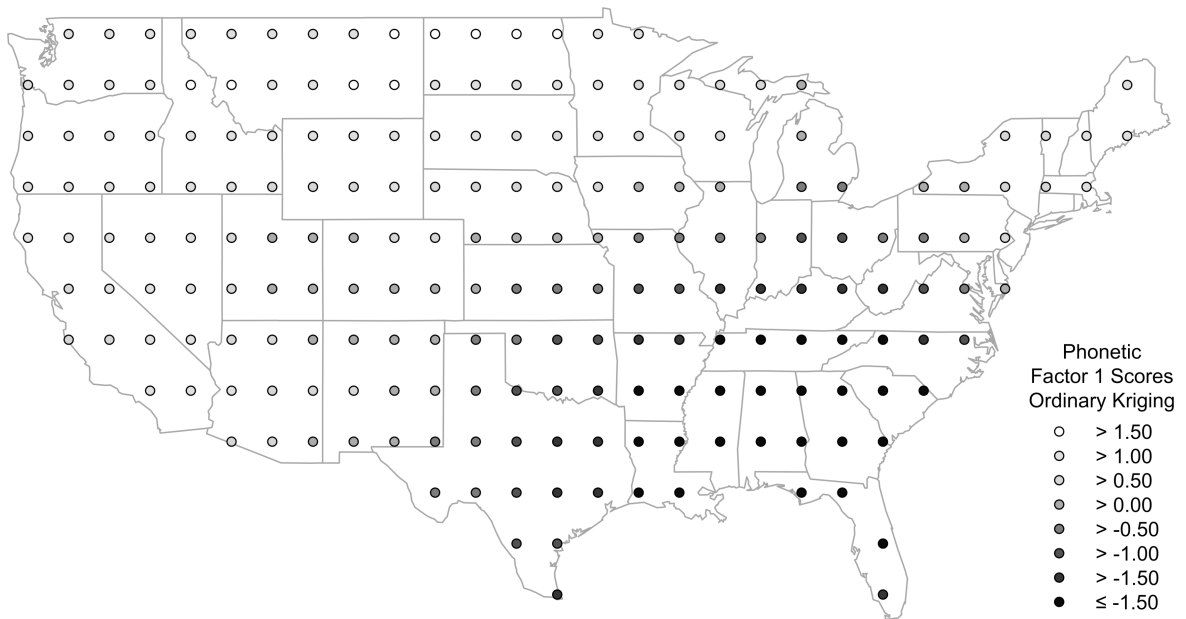 Phonetic
Factor 1 Scores
Ordinary Kriging
> 1.50
> 1.00
> 0.50
> 0.00
> -0.50
> -1.00
> -1.50
≤ -1.50